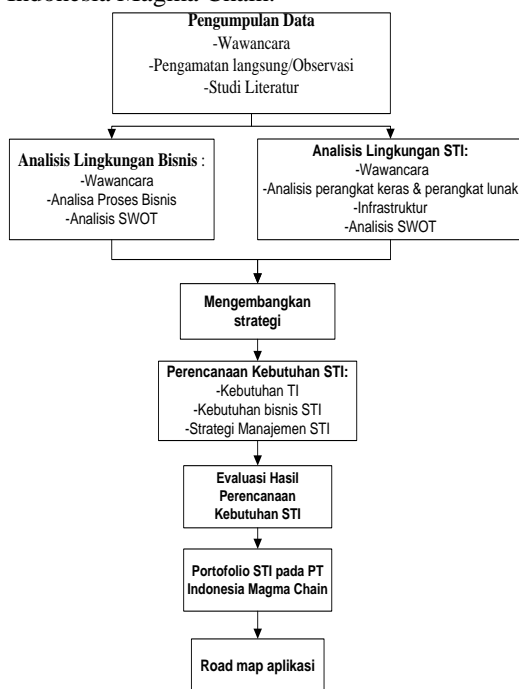 Indonesia Magma Chain.
Pengumpulan Data
-Wawancara
-Pengamatan langsung/Observasi
-Studi Literatur
Analisis Lingkungan Bisnis :
-Wawancara
-Analisa Proses Bisnis
-Analisis SWOT
Analisis Lingkungan STI:
-Wawancara
-Analisis perangkat keras & perangkat lunak
-Infrastruktur
-Analisis SWOT
Mengembangkan
strategi
Perencanaan Kebutuhan STI:
-Kebutuhan TI
-Kebutuhan bisnis STI
-Strategi Manajemen STI
Evaluasi Hasil
Perencanaan
Kebutuhan STI
Portofolio STI pada PT
Indonesia Magma Chain
Road map aplikasi